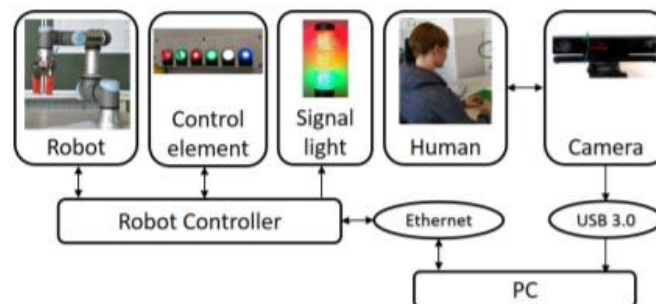 Robot
Control
element
Signal
light
Human
Camera
Robot Controller
Ethernet
USB 3.0
PC